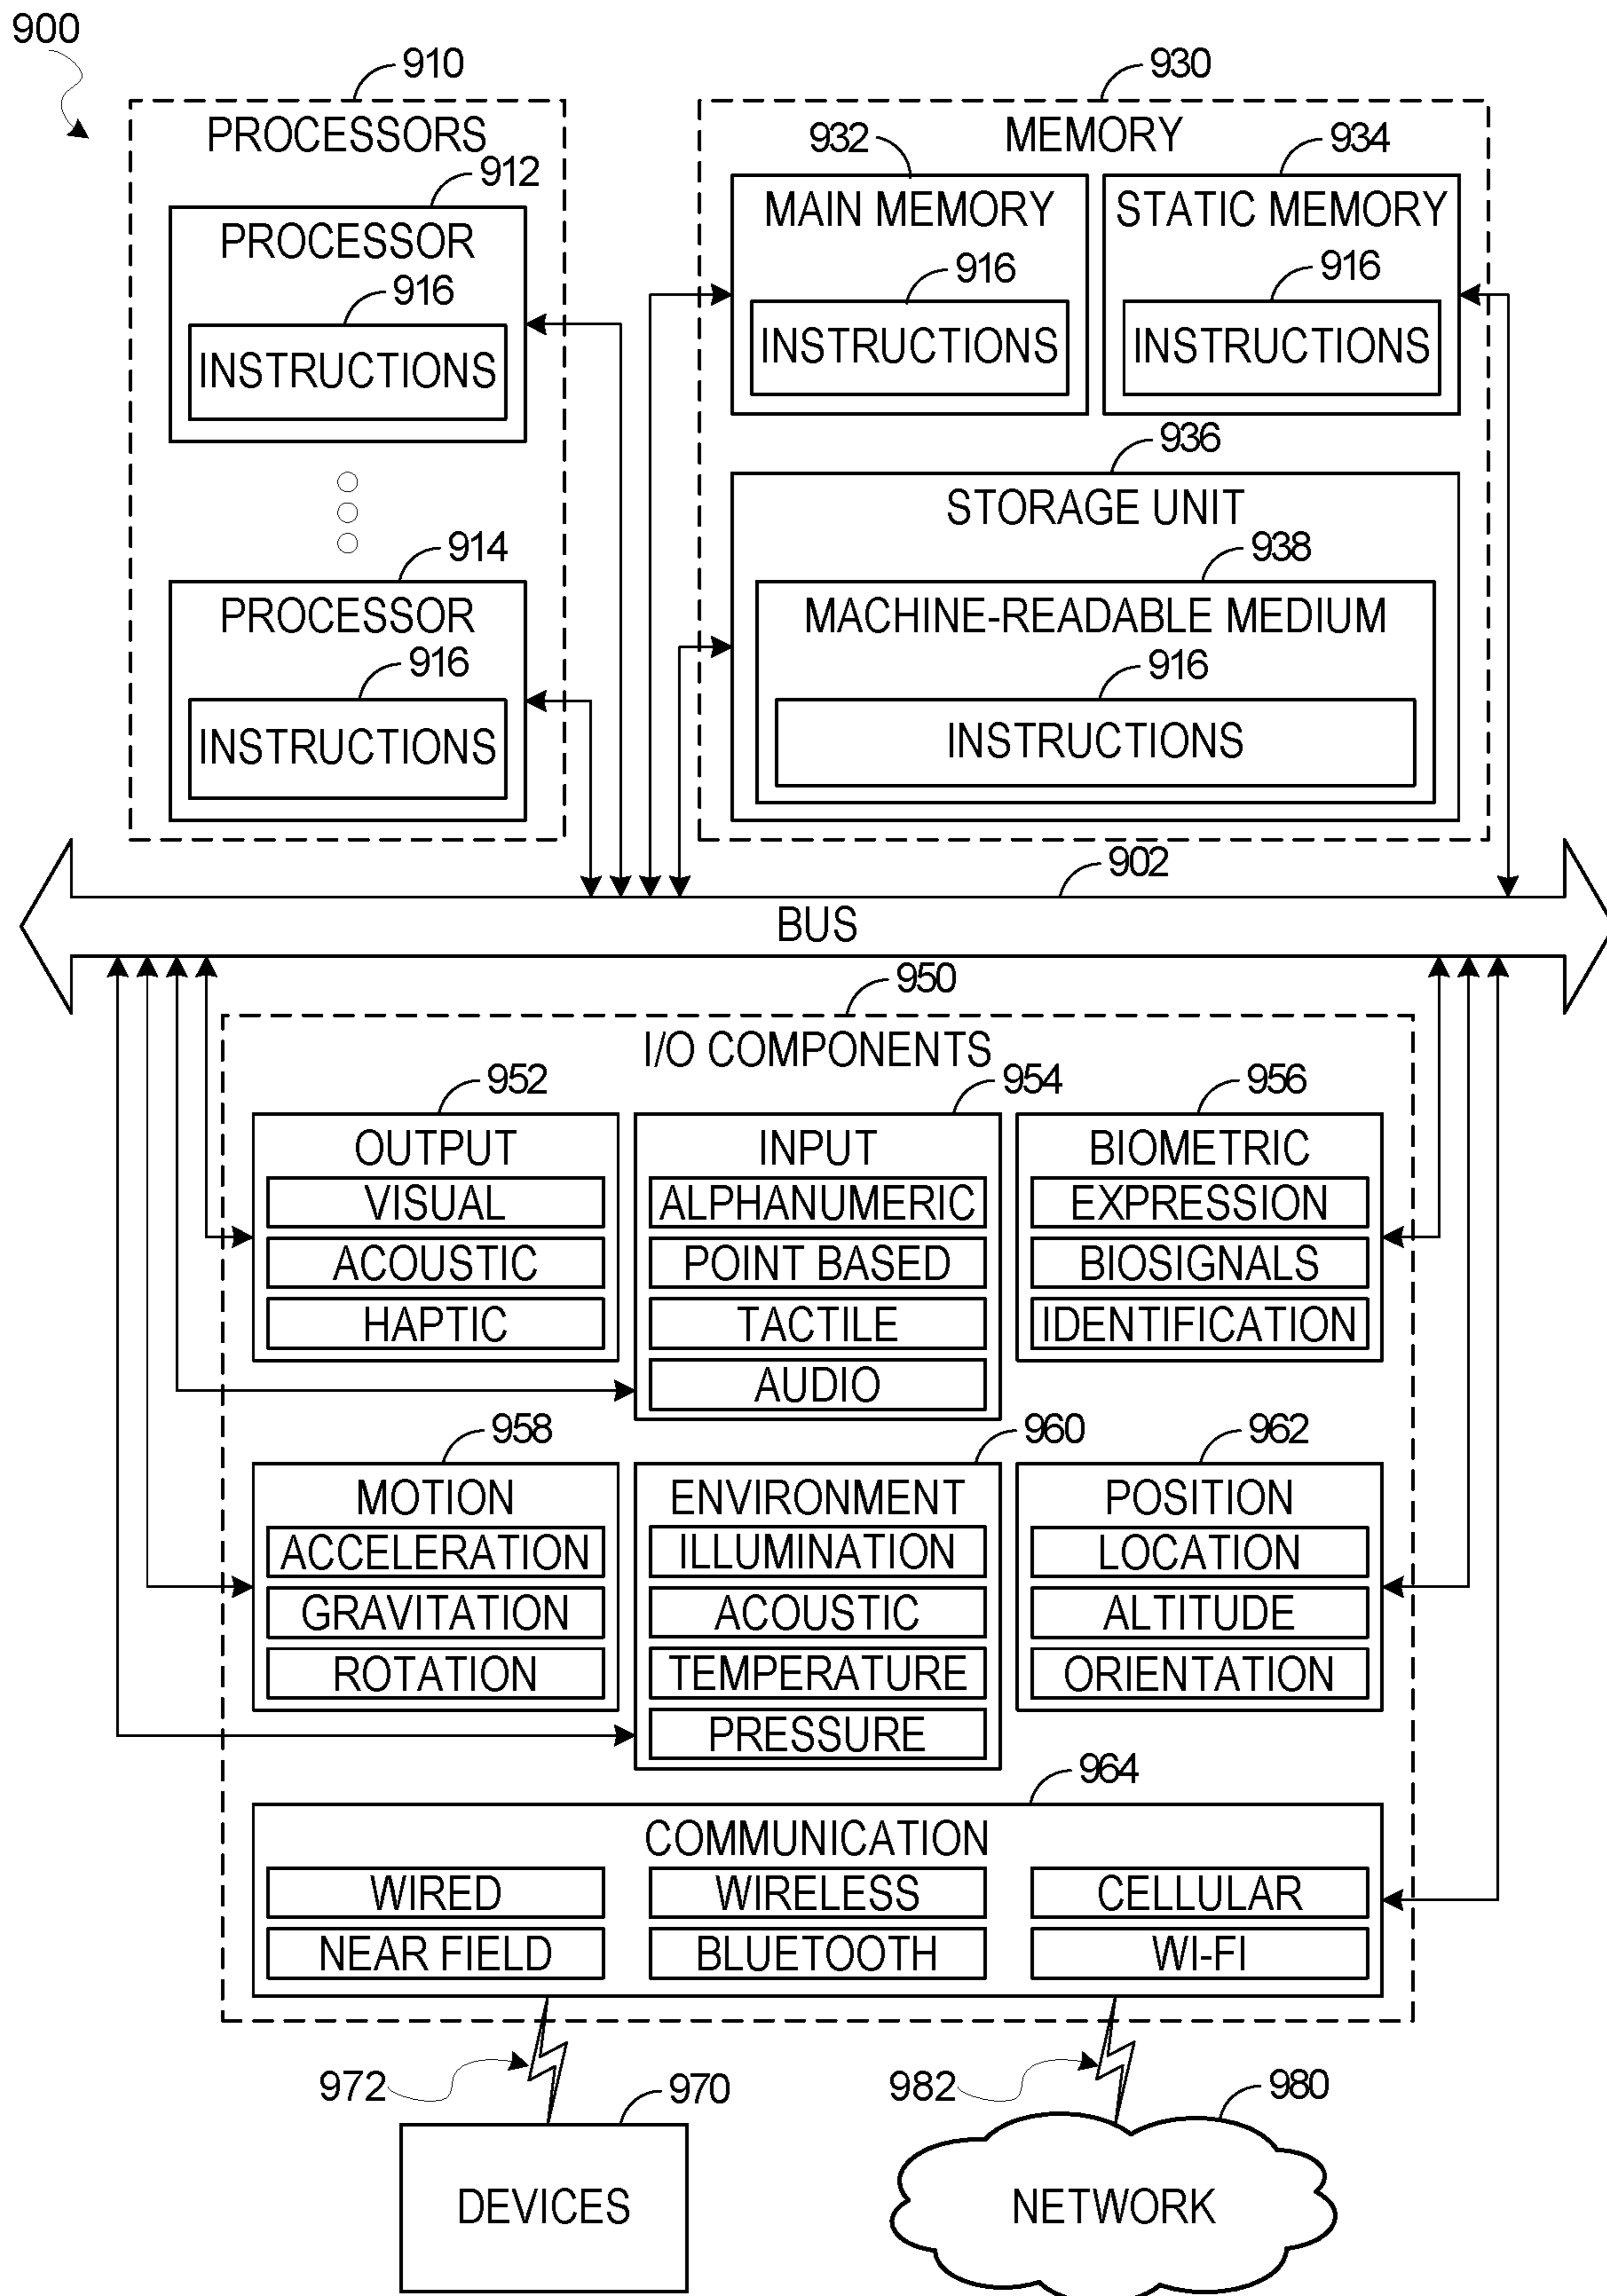 900
910
930
PROCESSORS
MEMORY
932
934
912
PROCESSOR
MAIN MEMORY
STATIC MEMORY
916
916
916
INSTRUCTIONS
INSTRUCTIONS
INSTRUCTIONS
936
STORAGE UNIT
914
938
PROCESSOR
MACHINE-READABLE MEDIUM
916
916
INSTRUCTIONS
INSTRUCTIONS
902
BUS
950
I/O COMPONENTS
952
954
956
OUTPUT
VISUAL
ACOUSTIC
HAPTIC
INPUT
ALPHANUMERIC
POINT BASED
TACTILE
AUDIO
BIOMETRIC
EXPRESSION
BIOSIGNALS
IDENTIFICATION
958
960
962
MOTION
ACCELERATION
GRAVITATION
ROTATION
ENVIRONMENT
ILLUMINATION
ACOUSTIC
TEMPERATURE
PRESSURE
POSITION
LOCATION
ALTITUDE
ORIENTATION
964
COMMUNICATION
WIRED
WIRELESS
CELLULAR
NEAR FIELD
BLUETOOTH
WI-FI
972
970
982
980
DEVICES
NETWORK